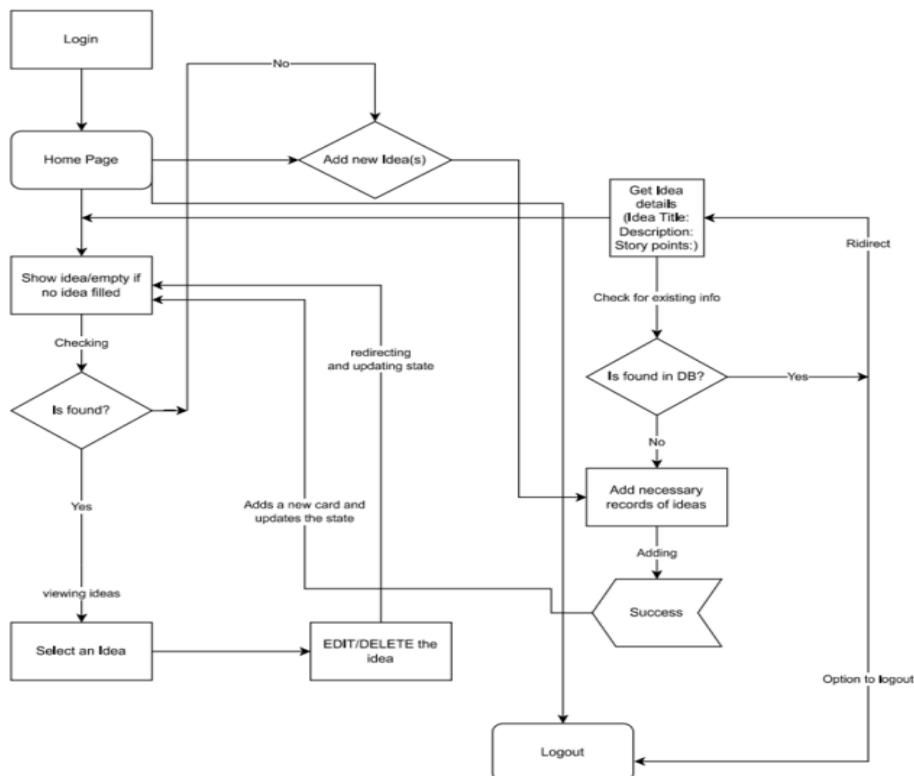 Login
No
Home Page
Add new Idea(s)
Get Idea
details
(Idea Title:
Description:
Story points:)
Ridirect
Show idea/empty if
no idea filled
Check for existing info
Checking
redirecting
and updating state
Is found?
Is found in DB?
Yes
No
Add necessary
records of ideas
Yes
Adds a new card and
updates the state
Adding
viewing ideas
Success
Select an Idea
EDIT/DELETE the
idea
Option to logout
Logout